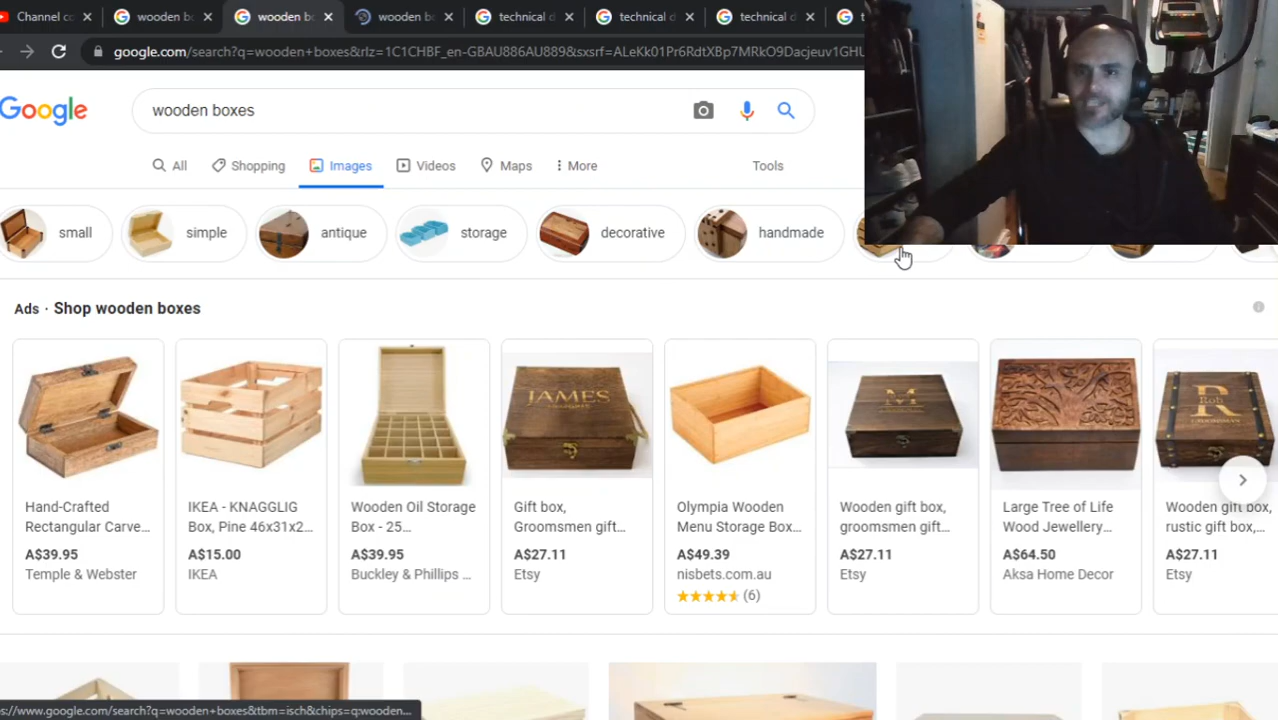 Channel co
wooden bo
wooden bo
wooden bo
technical d
technical d
technical d
google.com/search?q=wooden+boxes&rlz=1C1CHBF_en-GBAU886AU889&sxsrf=ALeKk01Pr6RdtXBp7MRkO9Dacjeuv1GHU
Google
wooden boxes
All
Shopping
Images
Videos
Maps
More
Tools
small
simple
antique
storage
decorative
handmade
Ads · Shop wooden boxes
JAMES
M
R
Rob
Hand-Crafted
Rectangular Carve...
A$39.95
Temple & Webster
IKEA - KNAGGLIG
Box, Pine 46x31x2...
A$15.00
IKEA
Wooden Oil Storage
Box - 25...
A$39.95
Buckley & Phillips ...
Gift box,
Groomsmen gift...
A$27.11
Etsy
Olympia Wooden
Menu Storage Box...
A$49.39
nisbets.com.au
(6)
Wooden gift box,
groomsmen gift...
A$27.11
Etsy
Large Tree of Life
Wood Jewellery...
A$64.50
Aksa Home Decor
Wooden gift box,
rustic gift box,...
A$27.11
Etsy
ps://www.google.com/search?q=wooden+boxes&tbm=isch&chips=q:wooden...